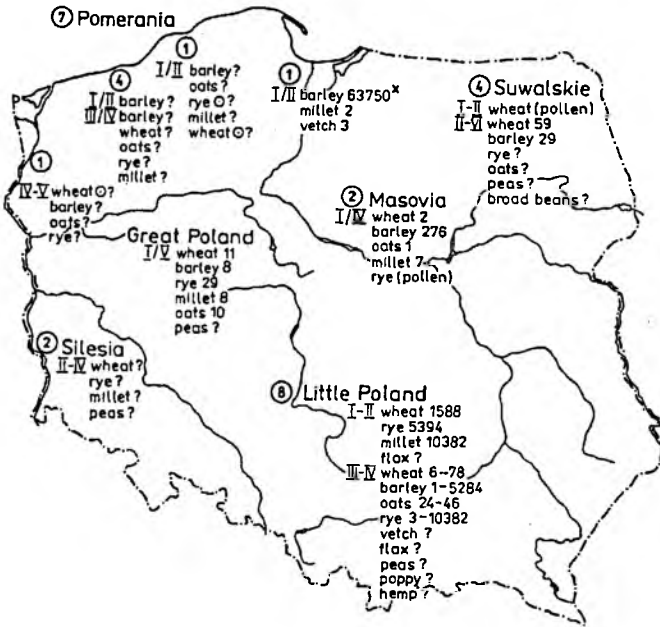 ⑦ Pomerania
①
I/II barley?
oats?
rye ⊙?
millet?
wheat⊙?
④
I/II barley?
III/IV barley?
wheat?
oats?
rye?
millet?
①
I/II barley 63750ˣ
millet 2
vetch 3
④ Suwalskie
I-II wheat (pollen)
II-VI wheat 59
barley 29
rye?
oats?
peas?
broad beans?
①
IV-V wheat⊙?
barley?
oats?
rye?
② Masovia
I/IV wheat 2
barley 276
oats 1
millet 7
rye (pollen)
Great Poland
I/V wheat 11
barley 8
rye 29
millet 8
oats 10
peas ?
② Silesia
II-IV wheat?
rye?
millet?
peas?
⑧ Little Poland
I-II wheat 1588
rye 5394
millet 10382
flax ?
III-IV wheat 6-78
barley 1-5284
oats 24-46
rye 3-10382
vetch ?
flax ?
peas ?
poppy ?
hemp ?